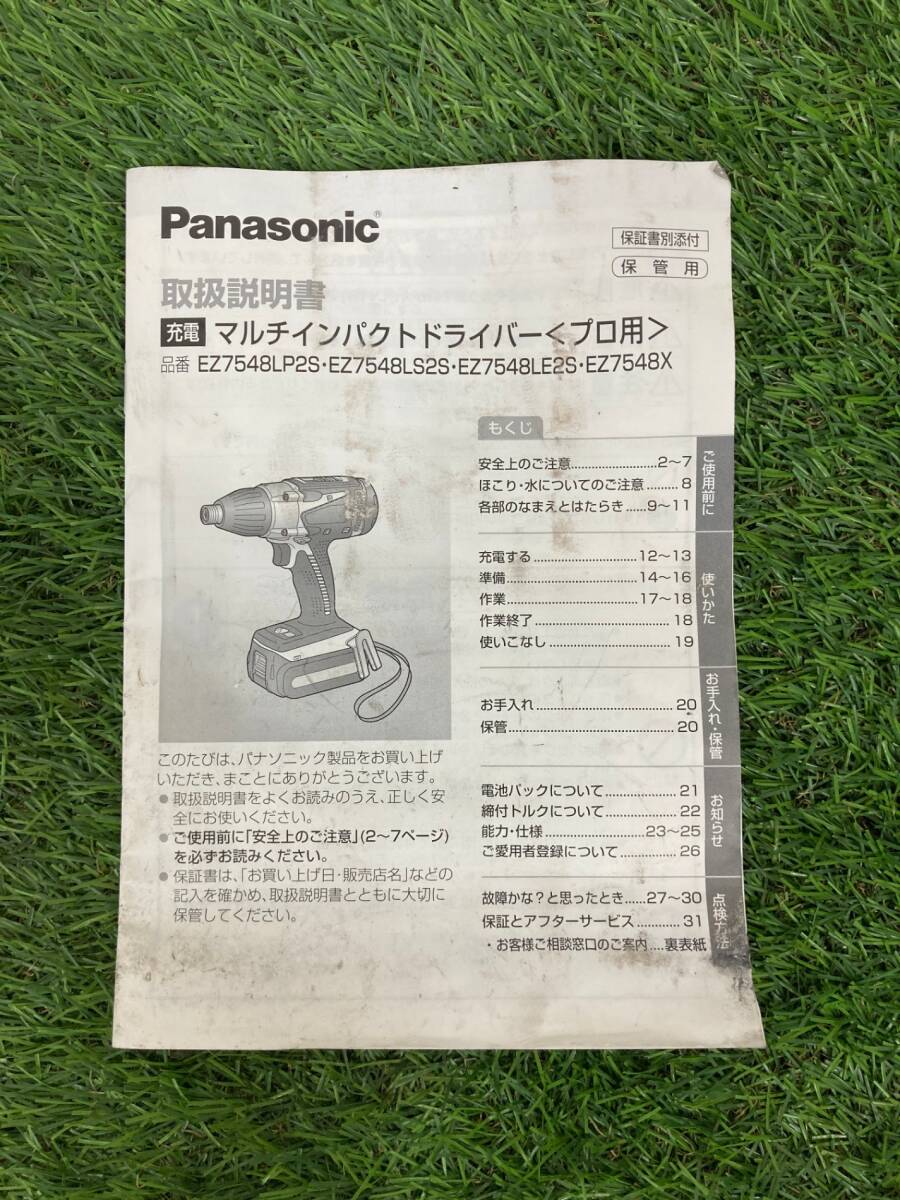 Panasonic®
保証書別添付
保管用
取扱説明書
充電 マルチインパクトドライバー<プロ用>
品番 EZ7548LP2S・EZ7548LS2S・EZ7548LE2S・EZ7548X
もくじ
ご使用前に
安全上のご注意..........................2〜7
ほこり・水についてのご注意.........8
各部のなまえとはたらき......9〜11
使いかた
充電する...............................12〜13
準備.......................................14〜16
作業.......................................17〜18
作業終了.........................................18
使いこなし....................................19
お手入れ・保管
お手入れ.........................................20
保管.................................................20
お知らせ
電池パックについて......................21
締付トルクについて......................22
能力・仕様..............................23〜25
ご愛用者登録について.................26
点検方法
故障かな?と思ったとき......27〜30
保証とアフターサービス.............31
・お客様ご相談窓口のご案内....裏表紙
このたびは、パナソニック製品をお買い上げ
いただき、まことにありがとうございます。
● 取扱説明書をよくお読みのうえ、正しく安
全にお使いください。
● ご使用前に「安全上のご注意」(2〜7ページ)
を必ずお読みください。
● 保証書は、「お買い上げ日・販売店名」などの
記入を確かめ、取扱説明書とともに大切に
保管してください。